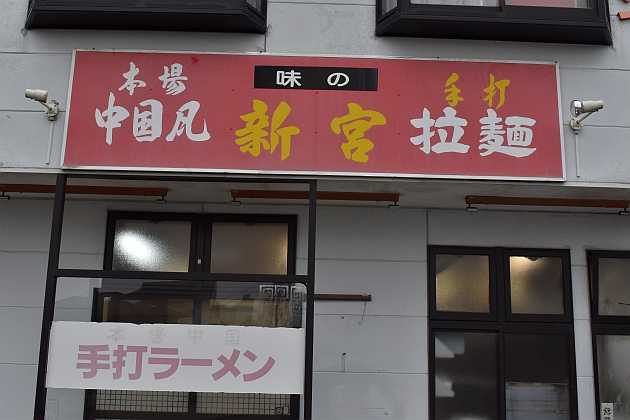 味の
本場 手打
中国风 新宮 拉麺
本場中国
手打ラーメン